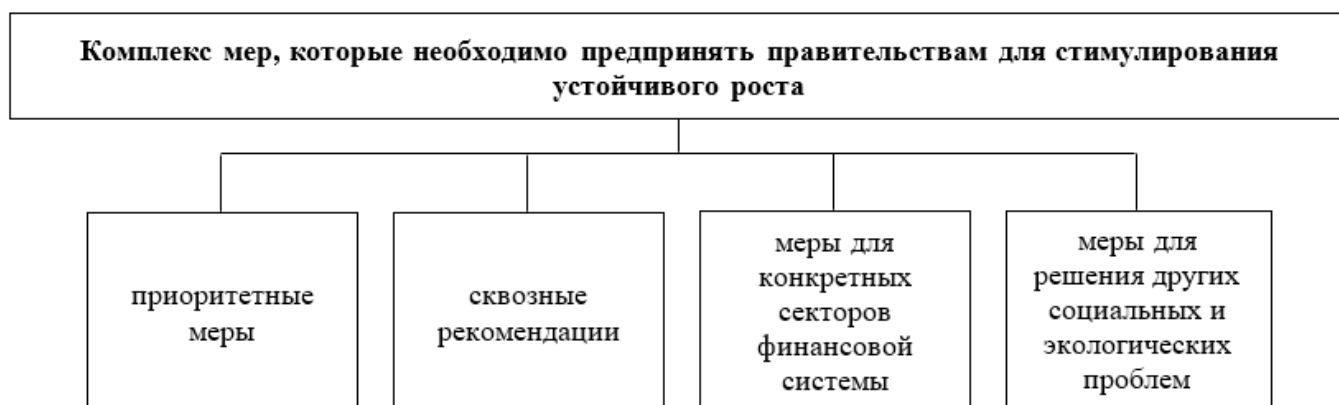 Комплекс мер, которые необходимо предпринять правительствам для стимулирования
устойчивого роста
приоритетные
меры
сквозные
рекомендации
меры для
конкретных
секторов
финансовой
системы
меры для
решения других
социальных и
экологических
проблем